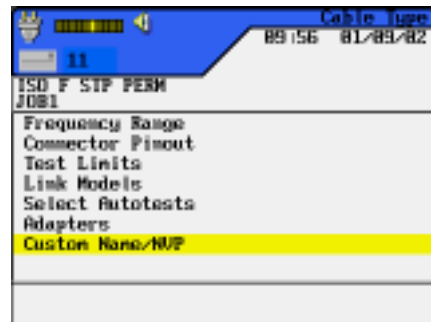 Cable Type
09:56 01/09/02
11
ISO F STP PERM
JOB1
Frequency Range
Connector Pinout
Test Limits
Link Models
Select Autotests
Adapters
Custom Name/NVP